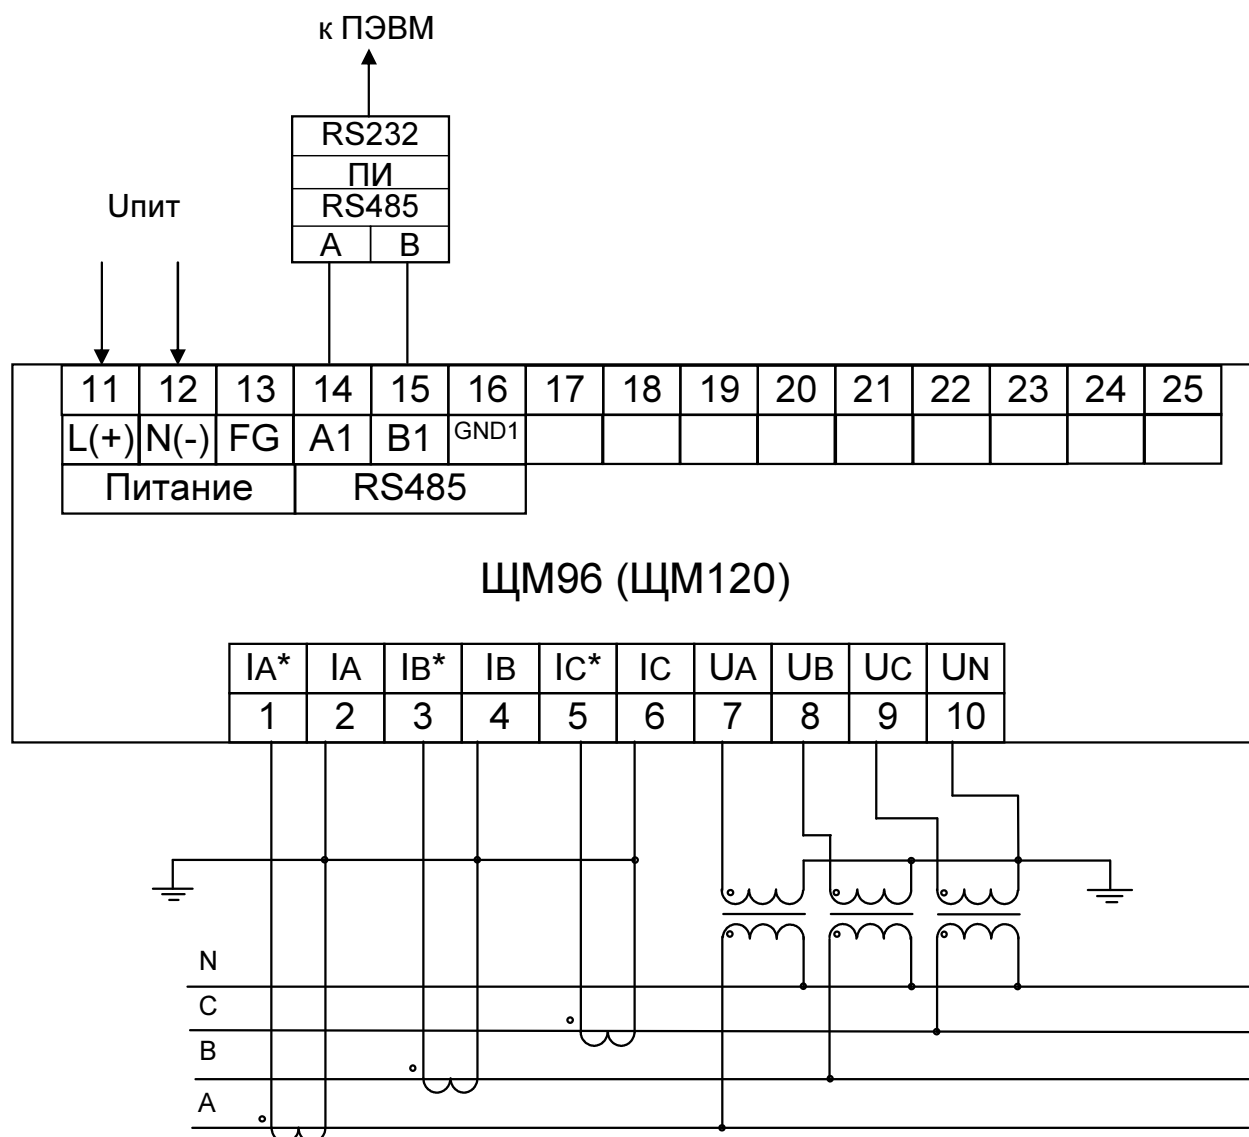 к ПЭВМ
RS232
ПИ
RS485
A B
Uпит
11 12 13 14 15 16 17 18 19 20 21 22 23 24 25
L(+) N(-) FG A1 B1 GND1
Питание RS485
ЩМ96 (ЩМ120)
IA* IA IB* IB IC* IC UA UB UC UN
1 2 3 4 5 6 7 8 9 10
N
C
B
A